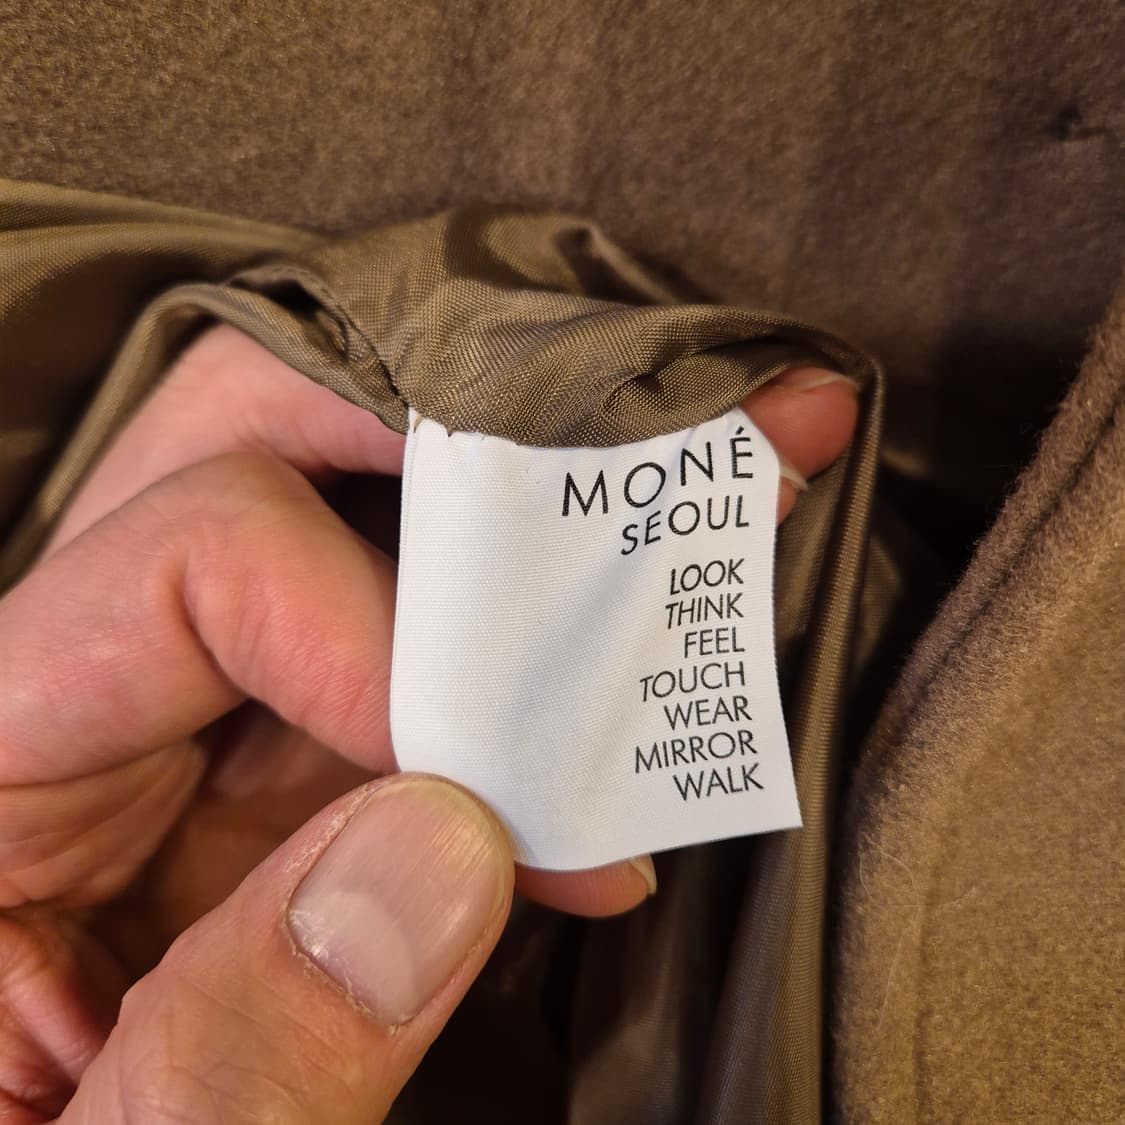 MONÉ
SEOUL
LOOK
THINK
FEEL
TOUCH
WEAR
MIRROR
WALK